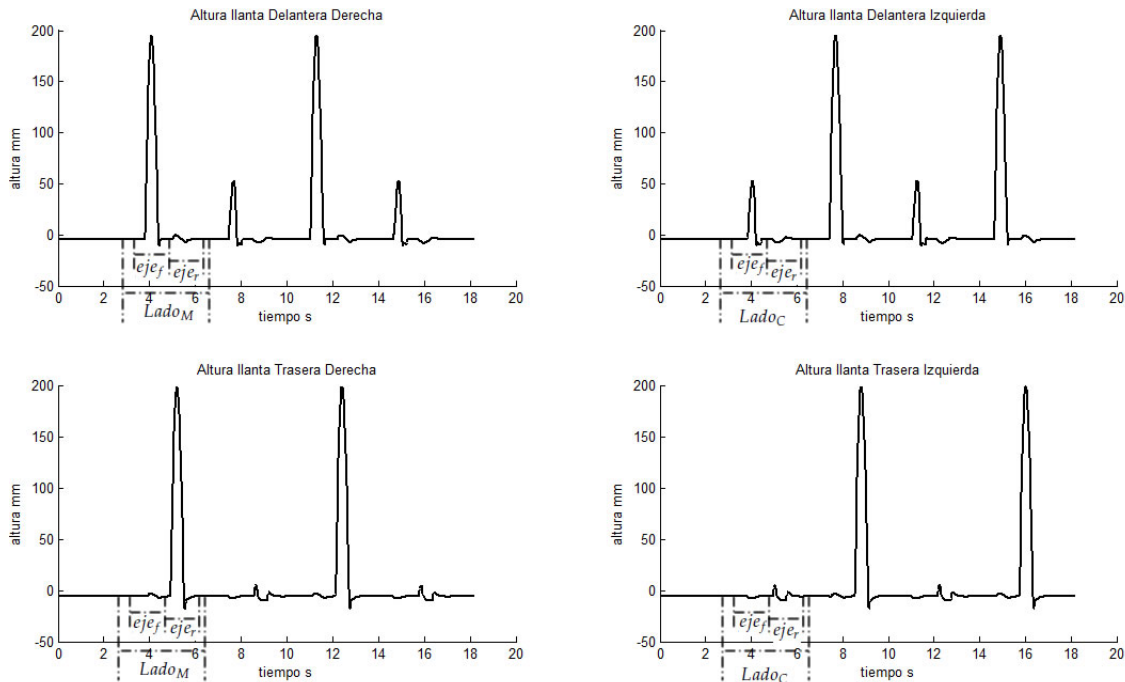 Altura llanta Delantera Derecha
altura mm
200
150
100
50
0
-50
0 2 4 6 8 10 12 14 16 18 20
eje_f
eje_r
Lado_M
tiempo s
Altura llanta Delantera Izquierda
altura mm
200
150
100
50
0
-50
0 2 4 6 8 10 12 14 16 18 20
eje_f
eje_r
Lado_C
tiempo s
Altura llanta Trasera Derecha
altura mm
200
150
100
50
0
-50
0 2 4 6 8 10 12 14 16 18 20
eje_f
eje_r
Lado_M
tiempo s
Altura llanta Trasera Izquierda
altura mm
200
150
100
50
0
-50
0 2 4 6 8 10 12 14 16 18 20
eje_f
eje_r
Lado_C
tiempo s